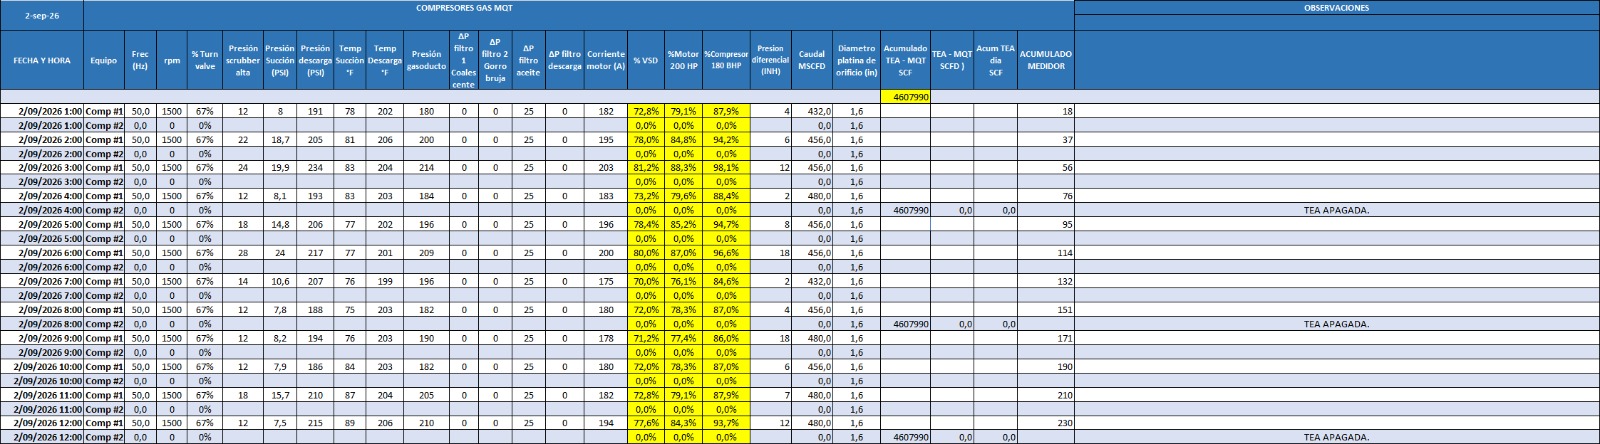 2-sep-26 COMPRESORES GAS MQT OBSERVACIONES
FECHA Y HORA Equipo Frec (Hz) rpm % Turn valve Presión scrubber alta Presión Succión (PSI) Presión descarga (PSI) Temp Succión °F Temp Descarga °F Presión gasoducto ΔP filtro 1 Coales cente ΔP filtro 2 Gorro bruja ΔP filtro aceite ΔP filtro descarga Corriente motor (A) % VSD %Motor 200 HP %Compresor 180 BHP Presion diferencial (INH) Caudal MSCFD Diametro platina de orificio (in) Acumulado TEA - MQT SCF TEA - MQT SCFD ) Acum TEA dia SCF ACUMULADO MEDIDOR
4607990
2/09/2026 1:00 Comp #1 50,0 1500 67% 12 8 191 78 202 180 0 0 25 0 182 72,8% 79,1% 87,9% 4 432,0 1,6 18
2/09/2026 1:00 Comp #2 0,0 0 0% 0,0% 0,0% 0,0% 0,0 1,6
2/09/2026 2:00 Comp #1 50,0 1500 67% 22 18,7 205 81 206 200 0 0 25 0 195 78,0% 84,8% 94,2% 6 456,0 1,6 37
2/09/2026 2:00 Comp #2 0,0 0 0% 0,0% 0,0% 0,0% 0,0 1,6
2/09/2026 3:00 Comp #1 50,0 1500 67% 24 19,9 234 83 204 214 0 0 25 0 203 81,2% 88,3% 98,1% 12 456,0 1,6 56
2/09/2026 3:00 Comp #2 0,0 0 0% 0,0% 0,0% 0,0% 0,0 1,6
2/09/2026 4:00 Comp #1 50,0 1500 67% 12 8,1 193 83 203 184 0 0 25 0 183 73,2% 79,6% 88,4% 2 480,0 1,6 76
2/09/2026 4:00 Comp #2 0,0 0 0% 0,0% 0,0% 0,0% 0,0 1,6 4607990 0,0 0,0 TEA APAGADA.
2/09/2026 5:00 Comp #1 50,0 1500 67% 18 14,8 206 77 202 196 0 0 25 0 196 78,4% 85,2% 94,7% 8 456,0 1,6 95
2/09/2026 5:00 Comp #2 0,0 0 0% 0,0% 0,0% 0,0% 0,0 1,6
2/09/2026 6:00 Comp #1 50,0 1500 67% 28 24 217 77 201 209 0 0 25 0 200 80,0% 87,0% 96,6% 18 456,0 1,6 114
2/09/2026 6:00 Comp #2 0,0 0 0% 0,0% 0,0% 0,0% 0,0 1,6
2/09/2026 7:00 Comp #1 50,0 1500 67% 14 10,6 207 76 199 196 0 0 25 0 175 70,0% 76,1% 84,6% 2 432,0 1,6 132
2/09/2026 7:00 Comp #2 0,0 0 0% 0,0% 0,0% 0,0% 0,0 1,6
2/09/2026 8:00 Comp #1 50,0 1500 67% 12 7,8 188 75 203 182 0 0 25 0 180 72,0% 78,3% 87,0% 4 456,0 1,6 151
2/09/2026 8:00 Comp #2 0,0 0 0% 0,0% 0,0% 0,0% 0,0 1,6 4607990 0,0 0,0 TEA APAGADA.
2/09/2026 9:00 Comp #1 50,0 1500 67% 12 8,2 194 76 203 190 0 0 25 0 178 71,2% 77,4% 86,0% 18 480,0 1,6 171
2/09/2026 9:00 Comp #2 0,0 0 0% 0,0% 0,0% 0,0% 0,0 1,6
2/09/2026 10:00 Comp #1 50,0 1500 67% 12 7,9 186 84 203 182 0 0 25 0 180 72,0% 78,3% 87,0% 6 456,0 1,6 190
2/09/2026 10:00 Comp #2 0,0 0 0% 0,0% 0,0% 0,0% 0,0 1,6
2/09/2026 11:00 Comp #1 50,0 1500 67% 18 15,7 210 87 204 205 0 0 25 0 182 72,8% 79,1% 87,9% 7 480,0 1,6 210
2/09/2026 11:00 Comp #2 0,0 0 0% 0,0% 0,0% 0,0% 0,0 1,6
2/09/2026 12:00 Comp #1 50,0 1500 67% 12 7,5 215 89 206 210 0 0 25 0 194 77,6% 84,3% 93,7% 12 480,0 1,6 230
2/09/2026 12:00 Comp #2 0,0 0 0% 0,0% 0,0% 0,0% 0,0 1,6 4607990 0,0 0,0 TEA APAGADA.